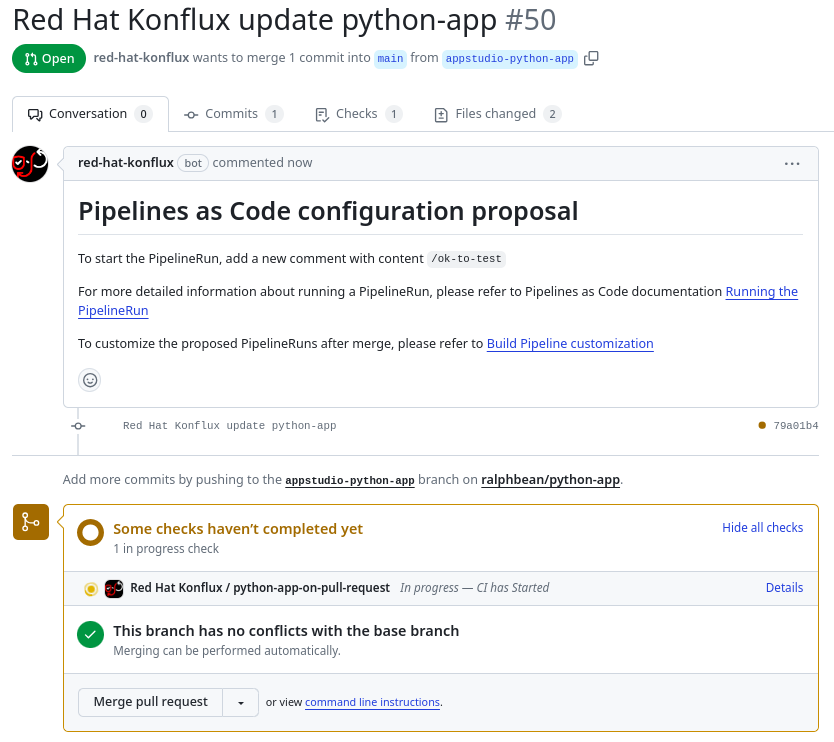 Red Hat Konflux update python-app #50
Open red-hat-konflux wants to merge 1 commit into main from appstudio-python-app
Conversation 0 Commits 1 Checks 1 Files changed 2
red-hat-konflux bot commented now
Pipelines as Code configuration proposal
To start the PipelineRun, add a new comment with content /ok-to-test
For more detailed information about running a PipelineRun, please refer to Pipelines as Code documentation Running the
PipelineRun
To customize the proposed PipelineRuns after merge, please refer to Build Pipeline customization
Red Hat Konflux update python-app 79a01b4
Add more commits by pushing to the appstudio-python-app branch on ralphbean/python-app.
Some checks haven’t completed yet Hide all checks
1 in progress check
Red Hat Konflux / python-app-on-pull-request In progress — CI has Started Details
This branch has no conflicts with the base branch
Merging can be performed automatically.
Merge pull request or view command line instructions.